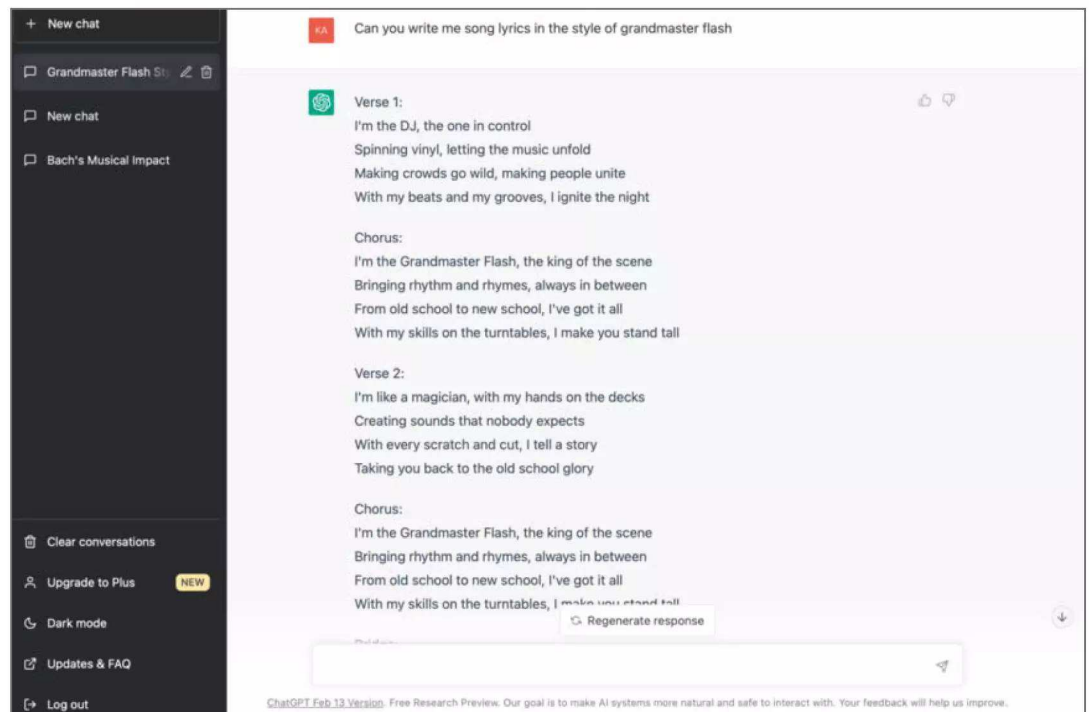 + New chat
Grandmaster Flash St
New chat
Bach's Musical Impact
Clear conversations
Upgrade to Plus NEW
Dark mode
Updates & FAQ
Log out
KA Can you write me song lyrics in the style of grandmaster flash
Verse 1:
I'm the DJ, the one in control
Spinning vinyl, letting the music unfold
Making crowds go wild, making people unite
With my beats and my grooves, I ignite the night
Chorus:
I'm the Grandmaster Flash, the king of the scene
Bringing rhythm and rhymes, always in between
From old school to new school, I've got it all
With my skills on the turntables, I make you stand tall
Verse 2:
I'm like a magician, with my hands on the decks
Creating sounds that nobody expects
With every scratch and cut, I tell a story
Taking you back to the old school glory
Chorus:
I'm the Grandmaster Flash, the king of the scene
Bringing rhythm and rhymes, always in between
From old school to new school, I've got it all
With my skills on the turntables, I make you stand tall
Regenerate response
ChatGPT Feb 13 Version. Free Research Preview. Our goal is to make AI systems more natural and safe to interact with. Your feedback will help us improve.